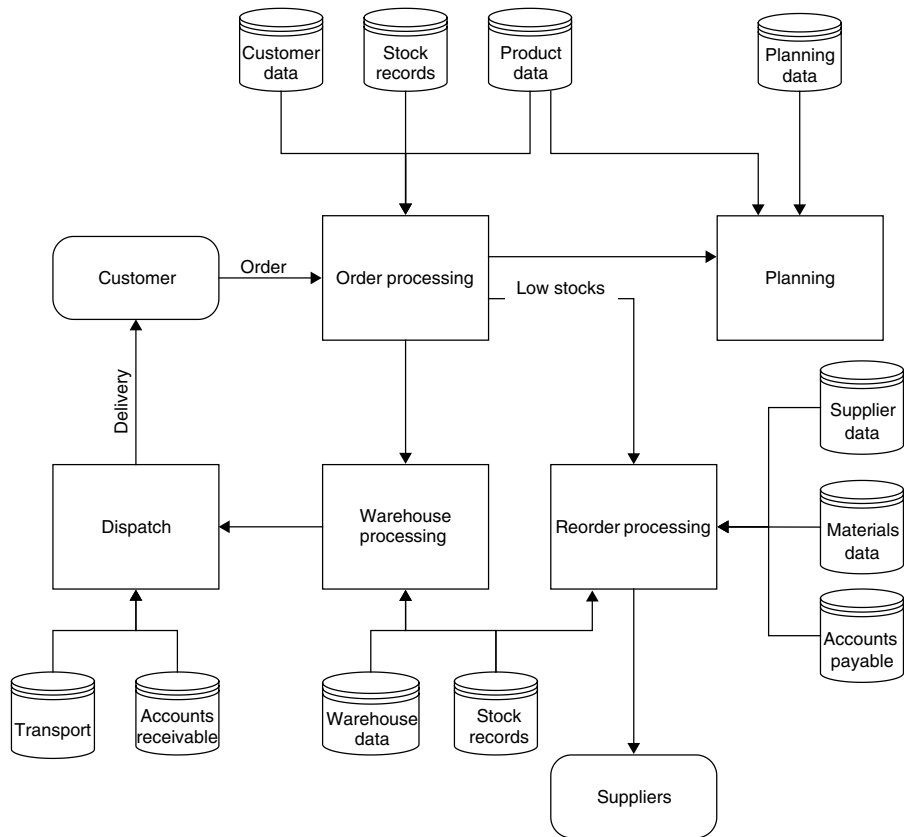 Customer
data
Stock
records
Product
data
Planning
data
Customer
Order
Order processing
Low stocks
Planning
Delivery
Supplier
data
Dispatch
Warehouse
processing
Reorder processing
Materials
data
Accounts
payable
Transport
Accounts
receivable
Warehouse
data
Stock
records
Suppliers